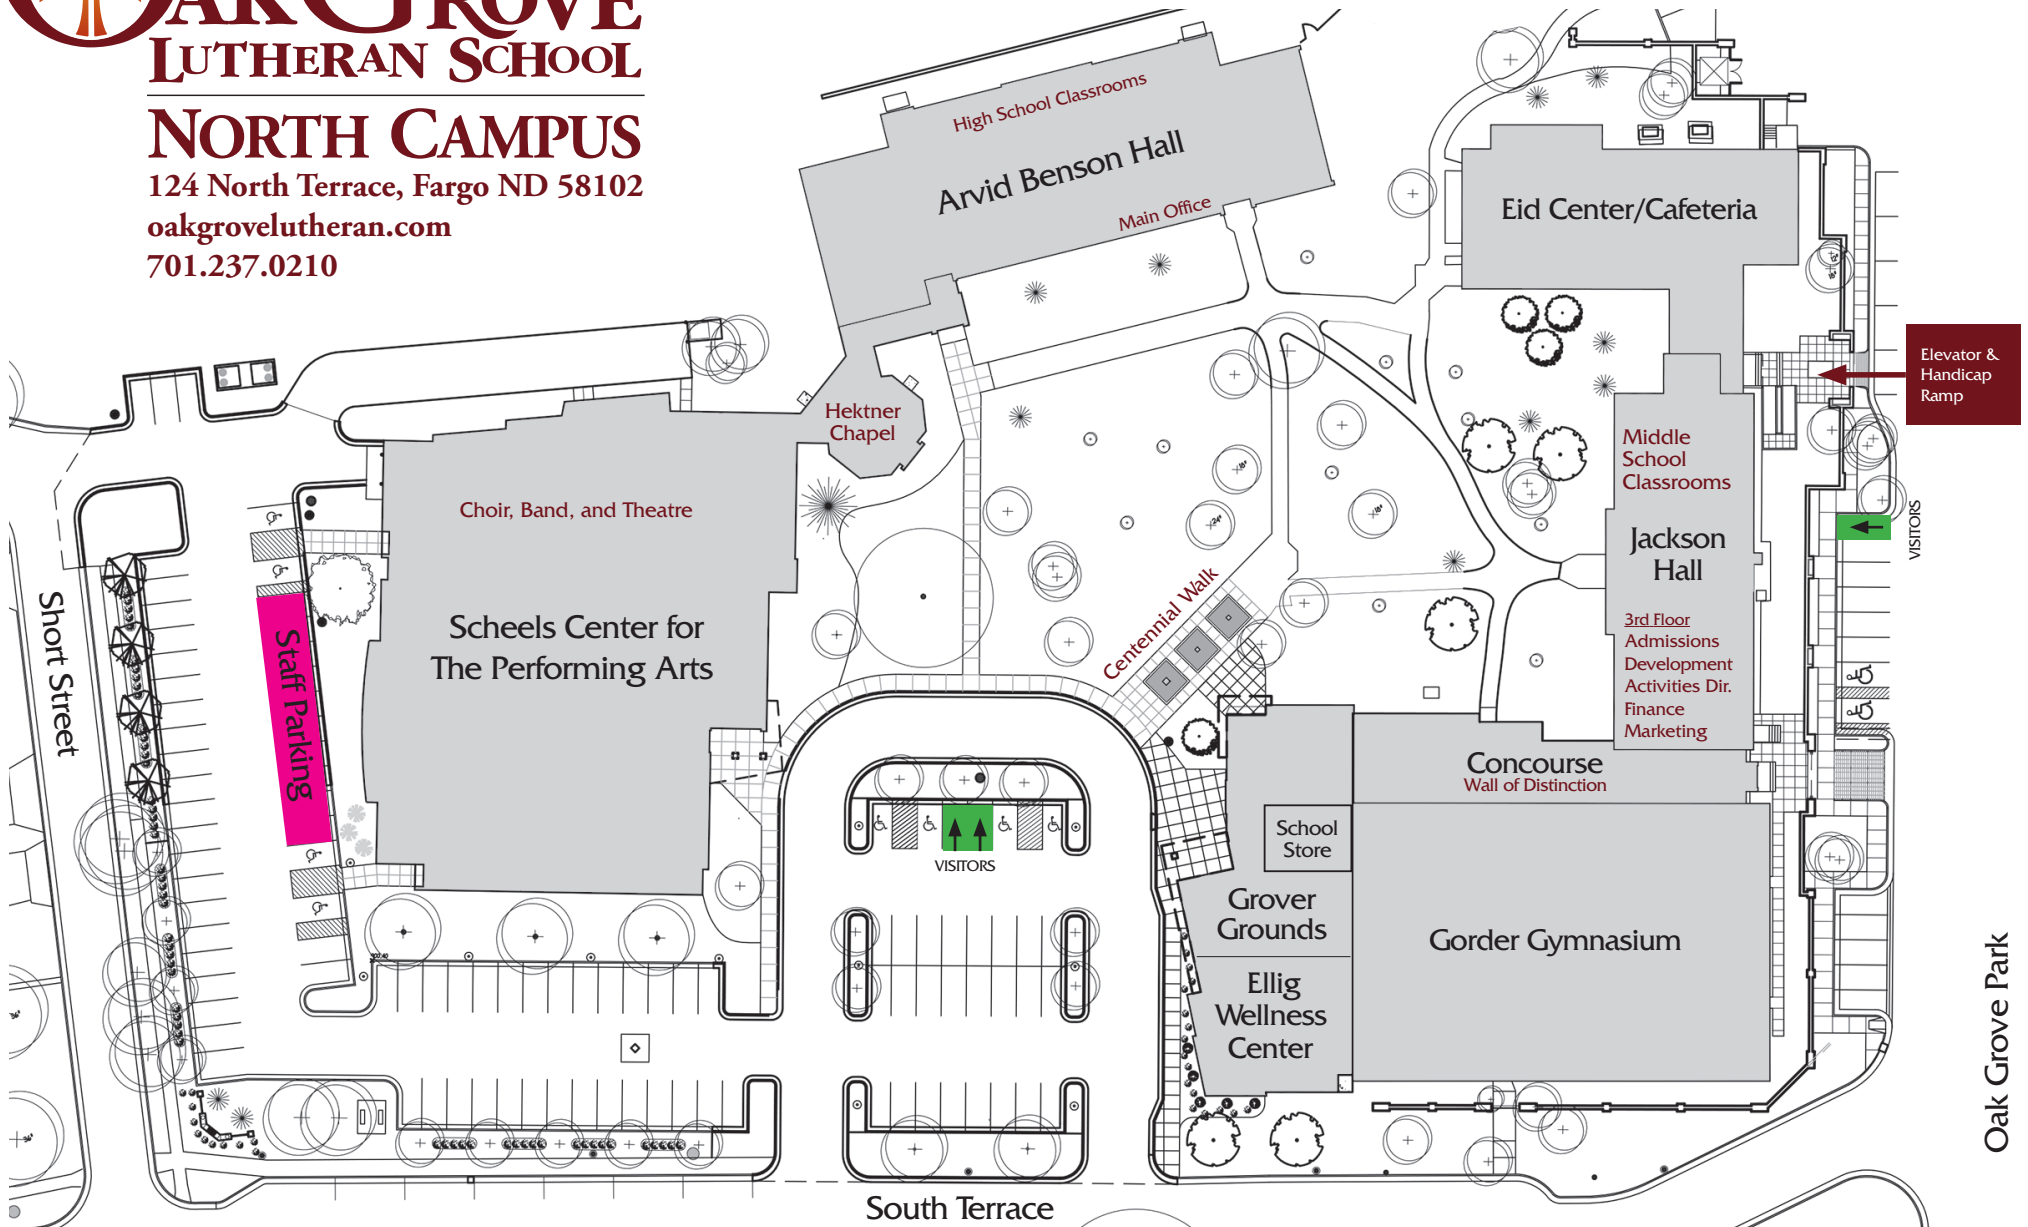 OAK GROVE
LUTHERAN SCHOOL
NORTH CAMPUS
124 North Terrace, Fargo ND 58102
oakgrovelutheran.com
701.237.0210
High School Classrooms
Arvid Benson Hall
Main Office
Eid Center/Cafeteria
Elevator &
Handicap
Ramp
Hektner
Chapel
Middle
School
Classrooms
Jackson
Hall
3rd Floor
Admissions
Development
Activities Dir.
Finance
Marketing
VISITORS
Choir, Band, and Theatre
Scheels Center for
The Performing Arts
Short Street
Staff Parking
Centennial Walk
Concourse
Wall of Distinction
School
Store
VISITORS
Grover
Grounds
Gorder Gymnasium
Ellig
Wellness
Center
Oak Grove Park
South Terrace